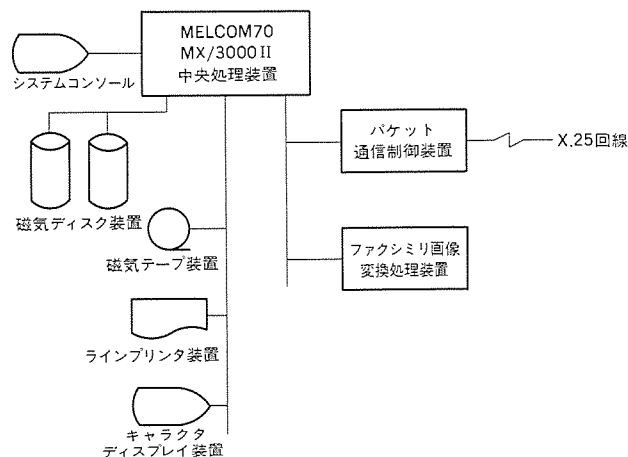 MELCOM70
MX/3000II
中央処理装置
システムコンソール
磁気ディスク装置
磁気テープ装置
ラインプリンタ装置
キャラクタ
ディスプレイ装置
パケット
通信制御装置
X.25回線
ファクシミリ画像
変換処理装置